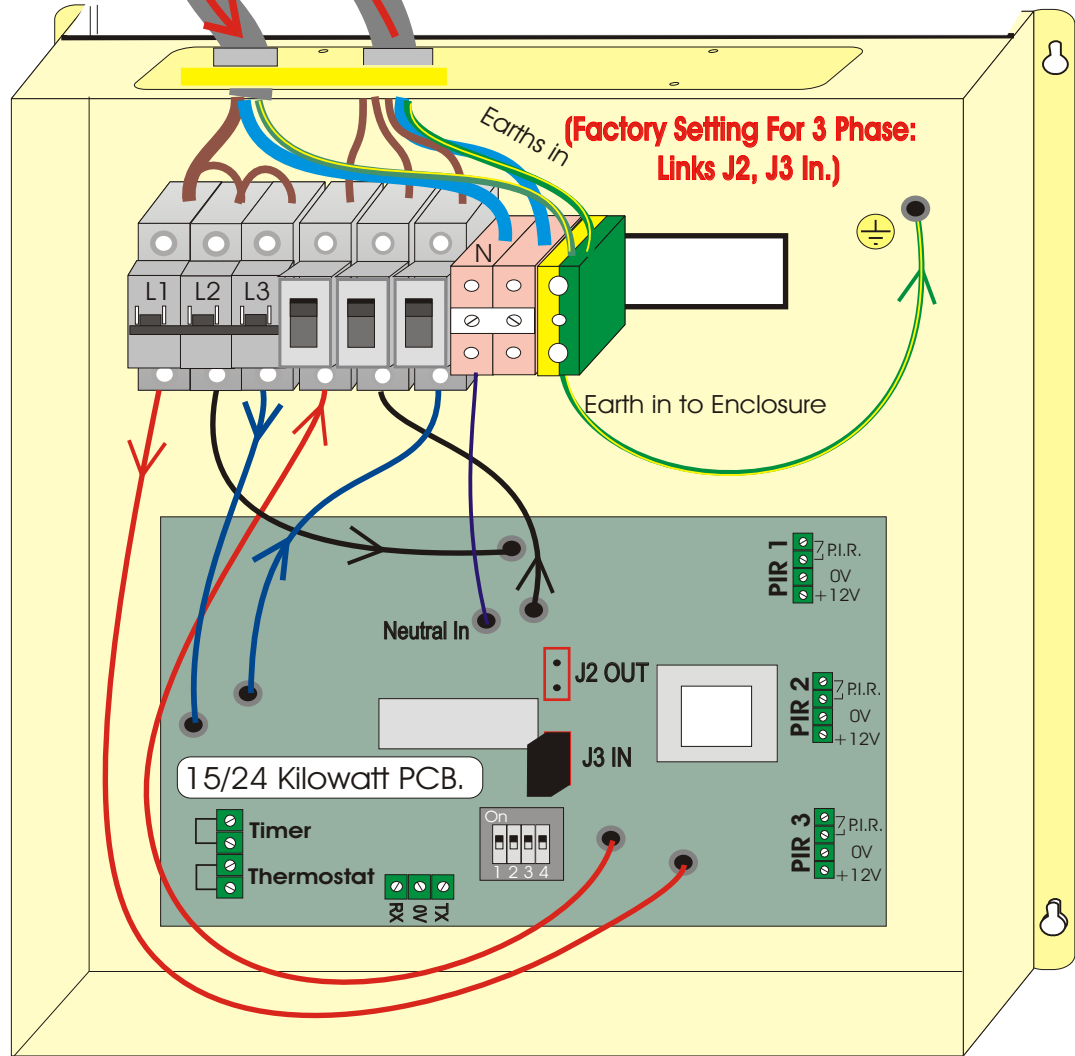 Earths in
(Factory Setting For 3 Phase:
Links J2, J3 In.)
N
L1 L2 L3
Earth in to Enclosure
PIR 1
P.I.R.
0V
+12V
Neutral In
J2 OUT
PIR 2
P.I.R.
0V
+12V
J3 IN
15/24 Kilowatt PCB.
On
1 2 3 4
Timer
Thermostat
RX 0V TX
PIR 3
P.I.R.
0V
+12V